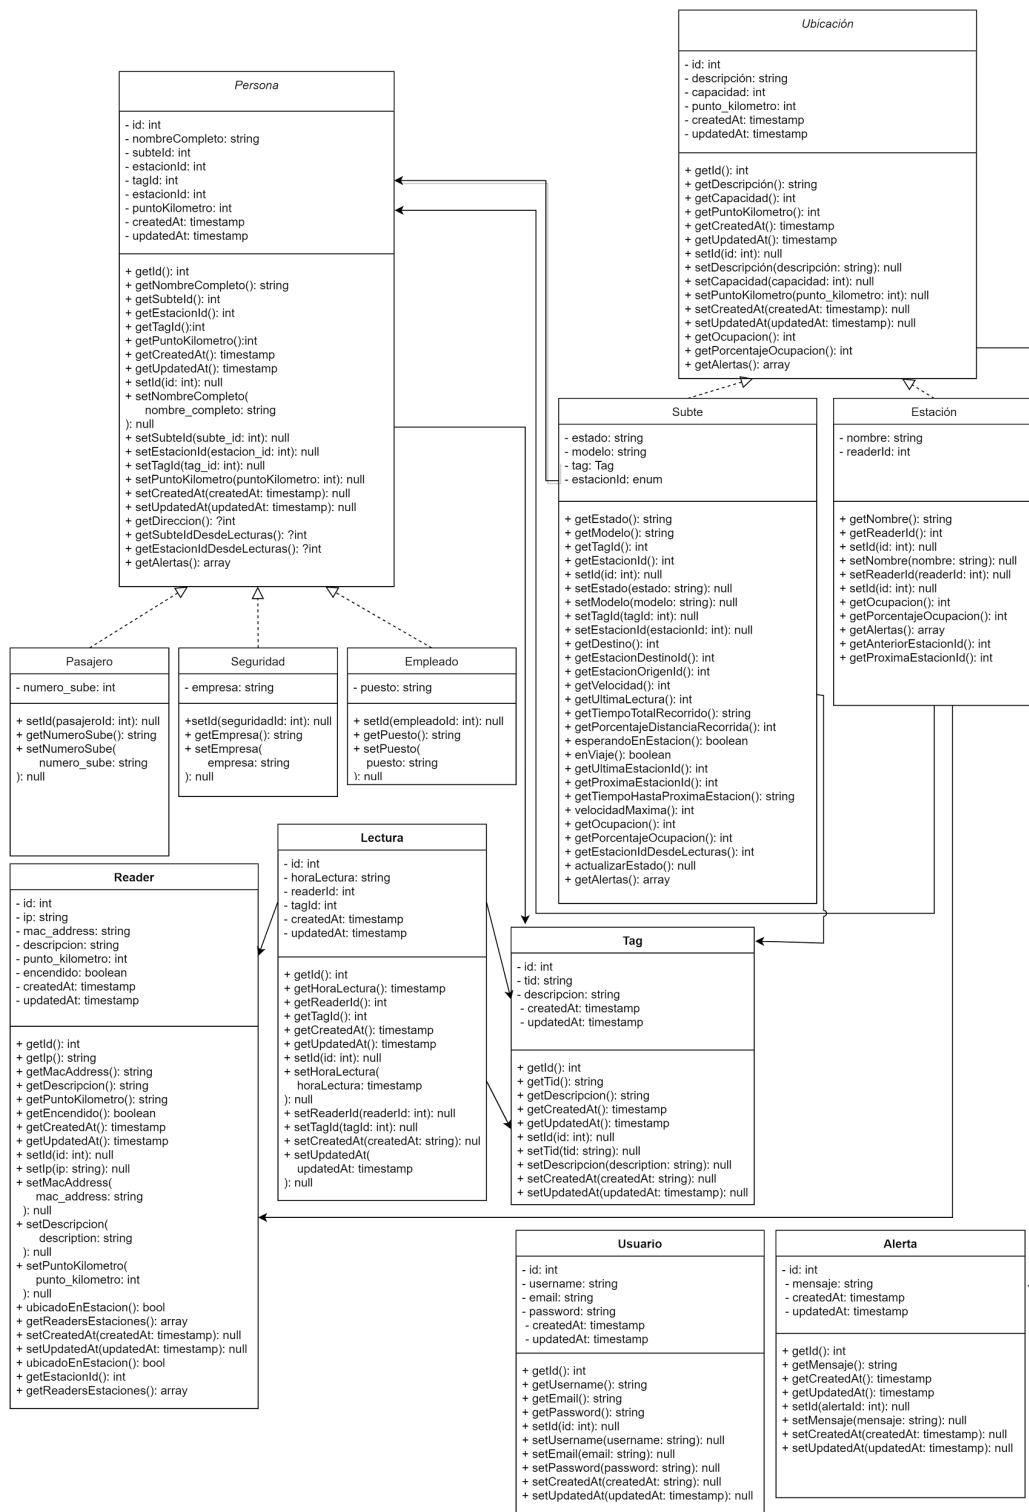 Ubicación
- id: int
- descripción: string
- capacidad: int
- punto_kilometro: int
- createdAt: timestamp
- updatedAt: timestamp
+ getId(): int
+ getDescripción(): string
+ getCapacidad(): int
+ getPuntoKilometro(): int
+ getCreatedAt(): timestamp
+ getUpdatedAt(): timestamp
+ setId(id: int): null
+ setDescripción(descripción: string): null
+ setCapacidad(capacidad: int): null
+ setPuntoKilometro(punto_kilometro: int): null
+ setCreatedAt(createdAt: timestamp): null
+ setUpdatedAt(updatedAt: timestamp): null
+ getOcupacion(): int
+ getPorcentajeOcupacion(): int
+ getAlertas(): array
Persona
- id: int
- nombreCompleto: string
- subteId: int
- estacionId: int
- tagId: int
- estacionId: int
- puntoKilometro: int
- createdAt: timestamp
- updatedAt: timestamp
+ getId(): int
+ getNombreCompleto(): string
+ getSubteId(): int
+ getEstacionId(): int
+ getTagId():int
+ getPuntoKilometro():int
+ getCreatedAt(): timestamp
+ getUpdatedAt(): timestamp
+ setId(id: int): null
+ setNombreCompleto(
nombre_completo: string
): null
+ setSubteId(subte_id: int): null
+ setEstacionId(estacion_id: int): null
+ setTagId(tag_id: int): null
+ setPuntoKilometro(puntoKilometro: int): null
+ setCreatedAt(createdAt: timestamp): null
+ setUpdatedAt(updatedAt: timestamp): null
+ getDireccion(): ?int
+ getSubteIdDesdeLecturas(): ?int
+ getEstacionIdDesdeLecturas(): ?int
+ getAlertas(): array
Subte
- estado: string
- modelo: string
- tag: Tag
- estacionId: enum
+ getEstado(): string
+ getModelo(): string
+ getTagId(): int
+ getEstacionId(): int
+ setId(id: int): null
+ setEstado(estado: string): null
+ setModelo(modelo: string): null
+ setTagId(tagId: int): null
+ setEstacionId(estacionId: int): null
+ getDestino(): int
+ getEstacionDestinoId(): int
+ getEstacionOrigenId(): int
+ getVelocidad(): int
+ getUltimaLectura(): int
+ getTiempoTotalRecorrido(): string
+ getPorcentajeDistanciaRecorrida(): int
+ esperandoEnEstacion(): boolean
+ enViaje(): boolean
+ getUltimaEstacionId(): int
+ getProximaEstacionId(): int
+ getTiempoHastaProximaEstacion(): string
+ velocidadMaxima(): int
+ getOcupacion(): int
+ getPorcentajeOcupacion(): int
+ getEstacionIdDesdeLecturas(): int
+ actualizarEstado(): null
+ getAlertas(): array
Estación
- nombre: string
- readerId: int
+ getNombre(): string
+ getReaderId(): int
+ setId(id: int): null
+ setNombre(nombre: string): null
+ setReaderId(readerId: int): null
+ setId(id: int): null
+ getOcupacion(): int
+ getPorcentajeOcupacion(): int
+ getAlertas(): array
+ getAnteriorEstacionId(): int
+ getProximaEstacionId(): int
Pasajero
- numero_sube: int
+ setId(pasajeroId: int): null
+ getNumeroSube(): string
+ setNumeroSube(
numero_sube: string
): null
Seguridad
- empresa: string
+setId(seguridadId: int): null
+ getEmpresa(): string
+ setEmpresa(
empresa: string
): null
Empleado
- puesto: string
+ setId(empleadoId: int): null
+ getPuesto(): string
+ setPuesto(
puesto: string
): null
Lectura
- id: int
- horaLectura: string
- readerId: int
- tagId: int
- createdAt: timestamp
- updatedAt: timestamp
+ getId(): int
+ getHoraLectura(): timestamp
+ getReaderId(): int
+ getTagId(): int
+ getCreatedAt(): timestamp
+ getUpdatedAt(): timestamp
+ setId(id: int): null
+ setHoraLectura(
horaLectura: timestamp
): null
+ setReaderId(readerId: int): null
+ setTagId(tagId: int): null
+ setCreatedAt(createdAt: string): nul
+ setUpdatedAt(
updatedAt: timestamp
): null
Reader
- id: int
- ip: string
- mac_address: string
- descripcion: string
- punto_kilometro: int
- encendido: boolean
- createdAt: timestamp
- updatedAt: timestamp
+ getId(): int
+ getIp(): string
+ getMacAddress(): string
+ getDescripcion(): string
+ getPuntoKilometro(): string
+ getEncendido(): boolean
+ getCreatedAt(): timestamp
+ getUpdatedAt(): timestamp
+ setId(id: int): null
+ setIp(ip: string): null
+ setMacAddress(
mac_address: string
): null
+ setDescripcion(
description: string
): null
+ setPuntoKilometro(
punto_kilometro: int
): null
+ ubicadoEnEstacion(): bool
+ getReadersEstaciones(): array
+ setCreatedAt(createdAt: timestamp): null
+ setUpdatedAt(updatedAt: timestamp): null
+ ubicadoEnEstacion(): bool
+ getEstacionId(): int
+ getReadersEstaciones(): array
Tag
- id: int
- tid: string
- descripcion: string
- createdAt: timestamp
- updatedAt: timestamp
+ getId(): int
+ getTid(): string
+ getDescripcion(): string
+ getCreatedAt(): timestamp
+ getUpdatedAt(): timestamp
+ setId(id: int): null
+ setTid(tid: string): null
+ setDescripcion(description: string): null
+ setCreatedAt(createdAt: string): null
+ setUpdatedAt(updatedAt: timestamp): null
Usuario
- id: int
- username: string
- email: string
- password: string
- createdAt: timestamp
- updatedAt: timestamp
+ getId(): int
+ getUsername(): string
+ getEmail(): string
+ getPassword(): string
+ setId(id: int): null
+ setUsername(username: string): null
+ setEmail(email: string): null
+ setPassword(password: string): null
+ setCreatedAt(createdAt: string): null
+ setUpdatedAt(updatedAt: timestamp): null
Alerta
- id: int
- mensaje: string
- createdAt: timestamp
- updatedAt: timestamp
+ getId(): int
+ getMensaje(): string
+ getCreatedAt(): timestamp
+ getUpdatedAt(): timestamp
+ setId(alertaId: int): null
+ setMensaje(mensaje: string): null
+ setCreatedAt(createdAt: timestamp): null
+ setUpdatedAt(updatedAt: timestamp): null